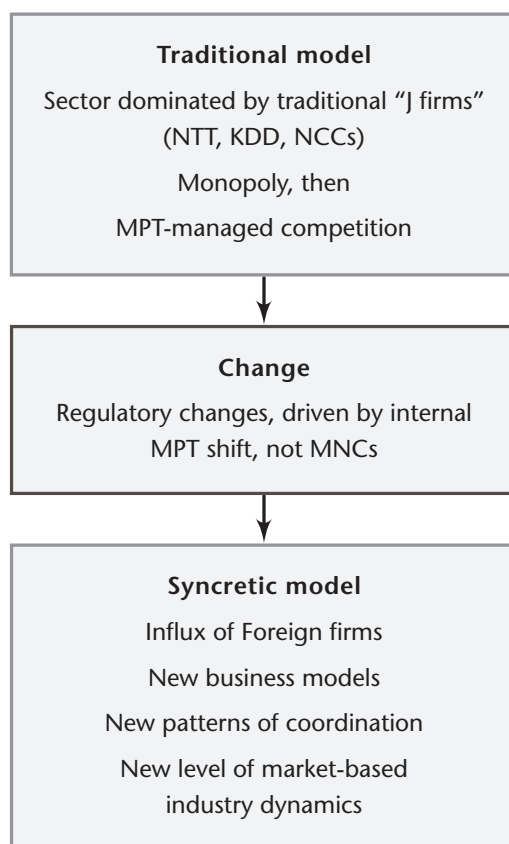 Traditional model
Sector dominated by traditional “J firms”
(NTT, KDD, NCCs)
Monopoly, then
MPT-managed competition
Change
Regulatory changes, driven by internal
MPT shift, not MNCs
Syncretic model
Influx of Foreign firms
New business models
New patterns of coordination
New level of market-based
industry dynamics